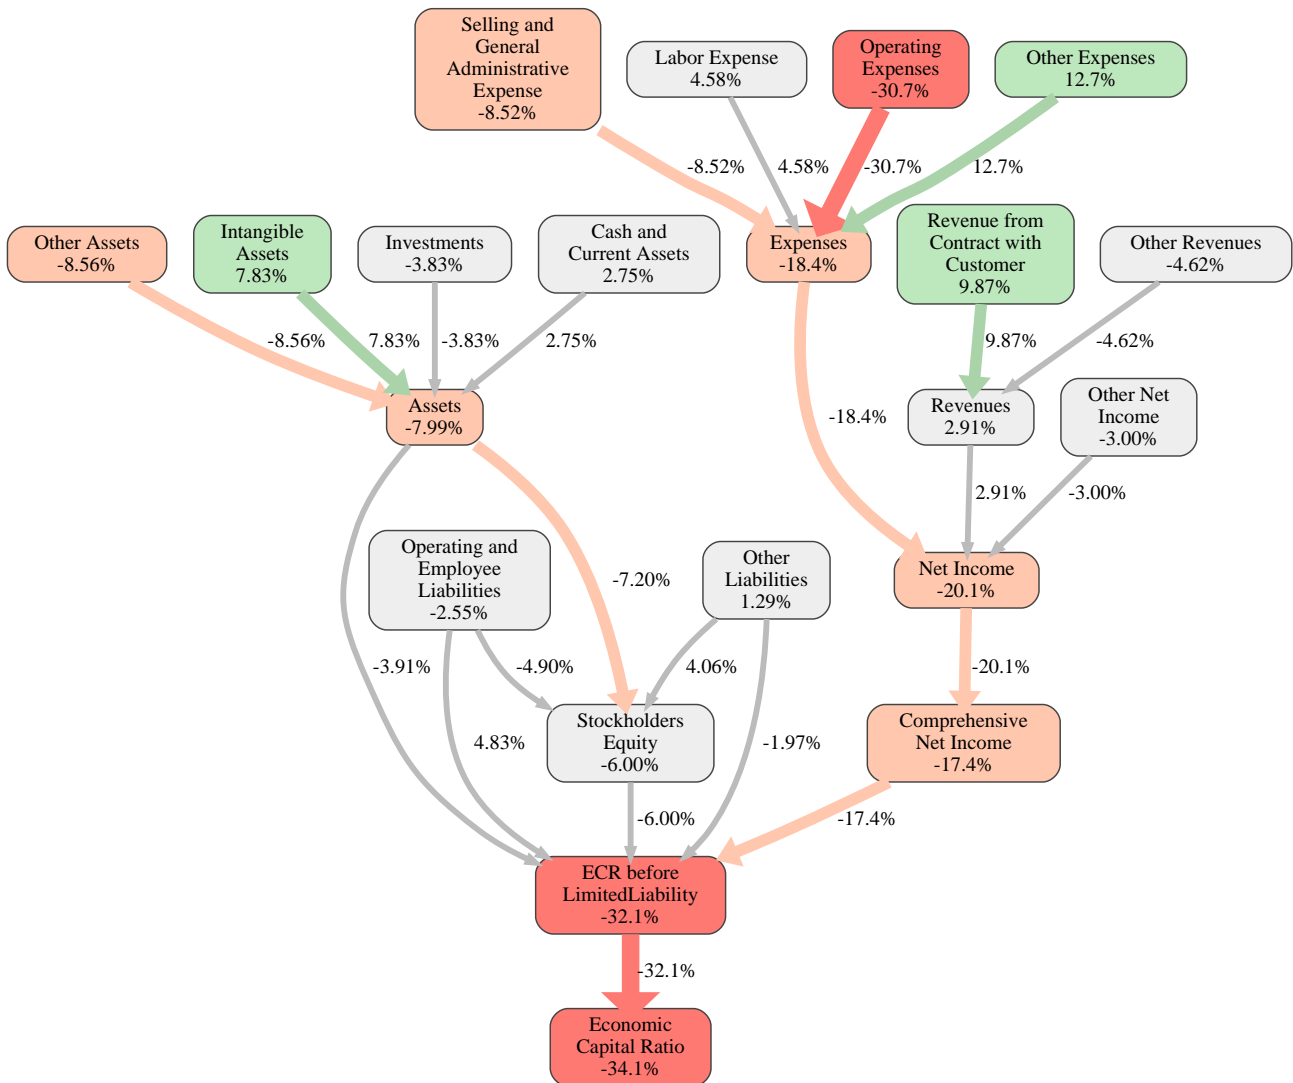 Selling and
General
Administrative
Expense
-8.52%
Labor Expense
4.58%
Operating
Expenses
-30.7%
Other Expenses
12.7%
-8.52%
4.58%
-30.7%
12.7%
Other Assets
-8.56%
Intangible
Assets
7.83%
Investments
-3.83%
Cash and
Current Assets
2.75%
Expenses
-18.4%
Revenue from
Contract with
Customer
9.87%
Other Revenues
-4.62%
-8.56%
7.83%
-3.83%
2.75%
9.87%
-4.62%
Assets
-7.99%
-18.4%
Revenues
2.91%
Other Net
Income
-3.00%
2.91%
-3.00%
Operating and
Employee
Liabilities
-2.55%
-7.20%
Other
Liabilities
1.29%
Net Income
-20.1%
-3.91%
-4.90%
4.06%
-20.1%
4.83%
Stockholders
Equity
-6.00%
-1.97%
Comprehensive
Net Income
-17.4%
-6.00%
-17.4%
ECR before
LimitedLiability
-32.1%
-32.1%
Economic
Capital Ratio
-34.1%